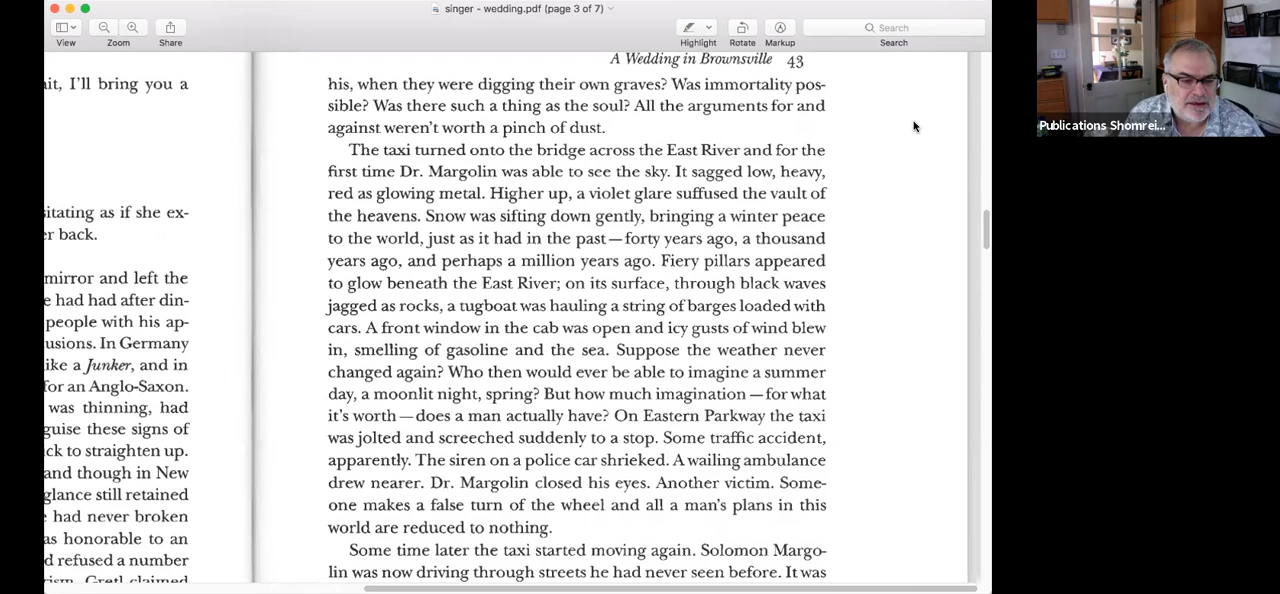 singer - wedding.pdf (page 3 of 7)
View
Zoom
Share
Highlight
Rotate
Markup
Search
Search
ait, I'll bring you a
sitating as if she ex-
er back.
mirror and left the
e had had after din-
people with his ap-
usions. In Germany
ike a Junker, and in
for an Anglo-Saxon.
was thinning, had
guise these signs of
ck to straighten up.
and though in New
glance still retained
e had never broken
as honorable to an
d refused a number
rism. Gretl claimed
A Wedding in Brownsville 43
his, when they were digging their own graves? Was immortality pos-
sible? Was there such a thing as the soul? All the arguments for and
against weren't worth a pinch of dust.
The taxi turned onto the bridge across the East River and for the
first time Dr. Margolin was able to see the sky. It sagged low, heavy,
red as glowing metal. Higher up, a violet glare suffused the vault of
the heavens. Snow was sifting down gently, bringing a winter peace
to the world, just as it had in the past—forty years ago, a thousand
years ago, and perhaps a million years ago. Fiery pillars appeared
to glow beneath the East River; on its surface, through black waves
jagged as rocks, a tugboat was hauling a string of barges loaded with
cars. A front window in the cab was open and icy gusts of wind blew
in, smelling of gasoline and the sea. Suppose the weather never
changed again? Who then would ever be able to imagine a summer
day, a moonlit night, spring? But how much imagination—for what
it's worth—does a man actually have? On Eastern Parkway the taxi
was jolted and screeched suddenly to a stop. Some traffic accident,
apparently. The siren on a police car shrieked. A wailing ambulance
drew nearer. Dr. Margolin closed his eyes. Another victim. Some-
one makes a false turn of the wheel and all a man's plans in this
world are reduced to nothing.
Some time later the taxi started moving again. Solomon Margo-
lin was now driving through streets he had never seen before. It was
Publications Shomrei...